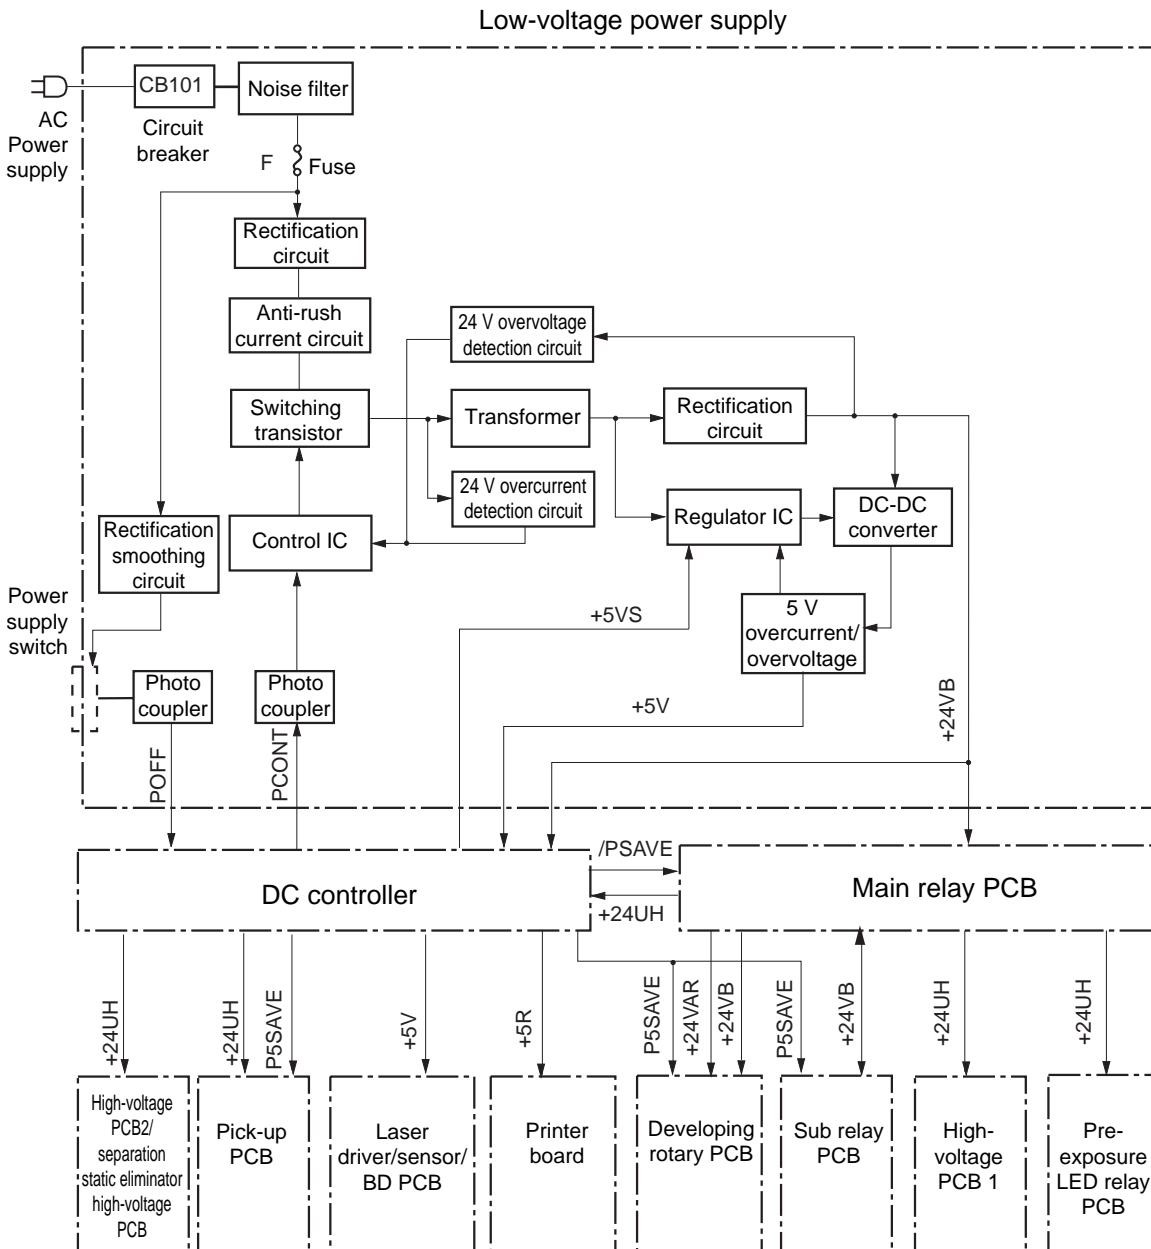 Low-voltage power supply
CB101
Noise filter
AC
Power
supply
Circuit
breaker
F
Fuse
Rectification
circuit
Anti-rush
current circuit
24 V overvoltage
detection circuit
Switching
transistor
Transformer
Rectification
circuit
24 V overcurrent
detection circuit
Regulator IC
DC-DC
converter
Rectification
smoothing
circuit
Control IC
Power
supply
switch
+5VS
5 V
overcurrent/
overvoltage
Photo
coupler
Photo
coupler
+5V
+24VB
POFF
PCONT
/PSAVE
DC controller
+24UH
Main relay PCB
+24UH
+24UH
P5SAVE
+5V
+5R
P5SAVE
+24VAR
+24VB
P5SAVE
+24VB
+24UH
+24UH
High-voltage
PCB2/
separation
static eliminator
high-voltage
PCB
Pick-up
PCB
Laser
driver/sensor/
BD PCB
Printer
board
Developing
rotary PCB
Sub relay
PCB
High-
voltage
PCB 1
Pre-
exposure
LED relay
PCB